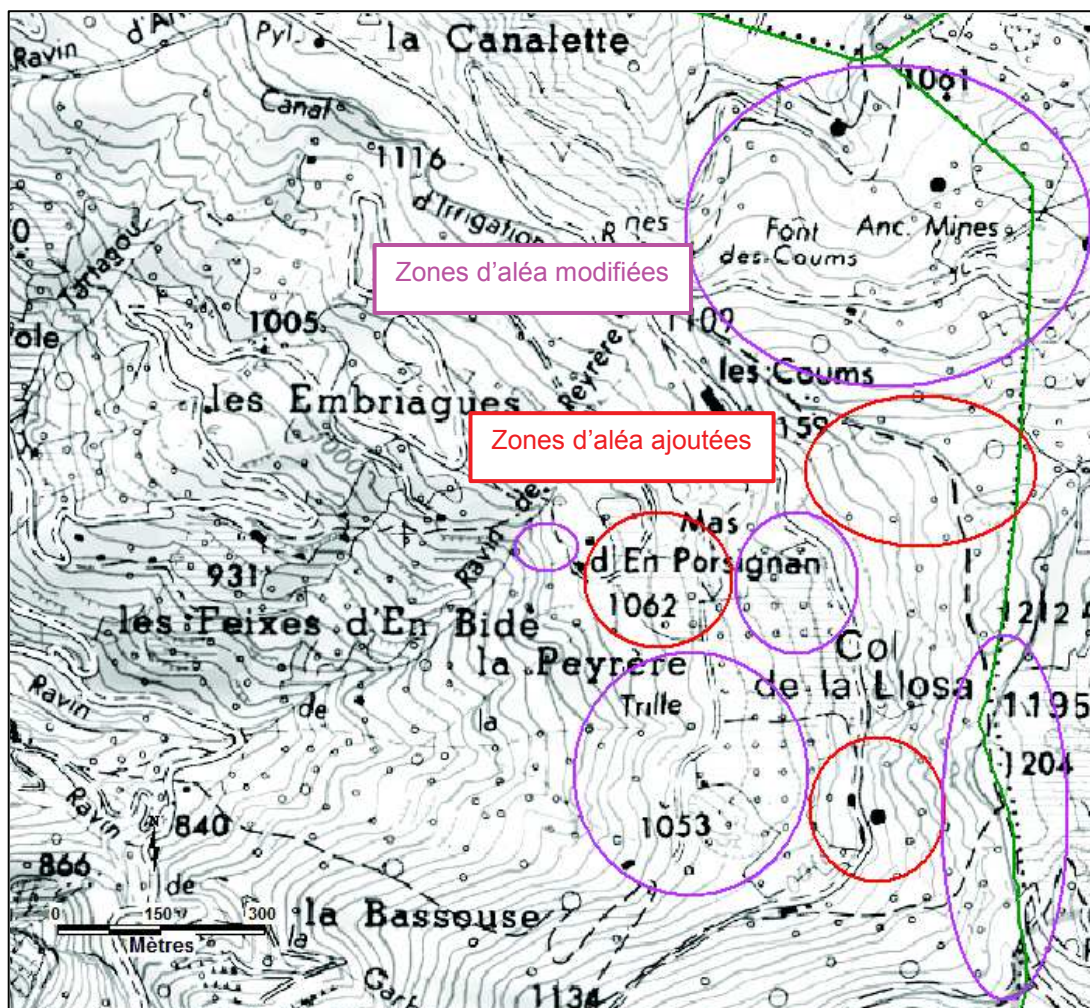 Ravin
d'A
Pyl.
la Canalette
Canal
1061
1116
d'Irrigation
Rnes
Font
des Coums
Anc. Mines
Zones d'aléa modifiées
1005
1109
Peyrère
les Coums
les Embriagues
Zones d'aléa ajoutées
159
Ravin de
Mas
d'En Porsignan
931
1062
1212
les Feixes d'En Bidè
la Peyrère
Col
de la Llosa
Ravin
de
la
Trille
1195
1204
Ravin
N
840
1053
866
de
0 150 300
Mètres
la Bassouse
1134